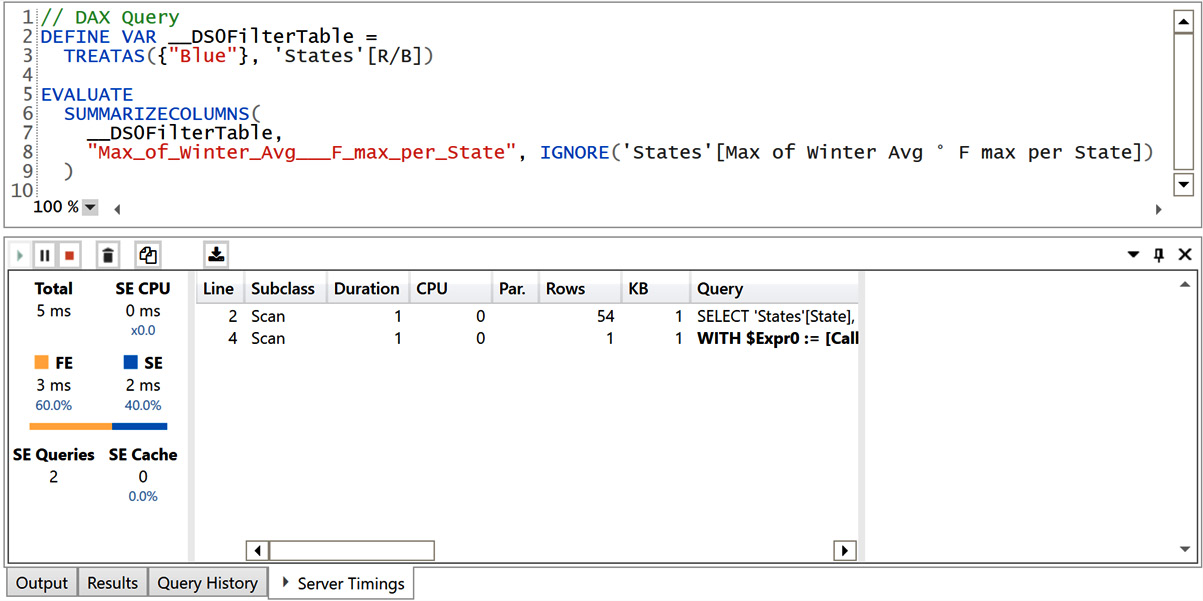 1 // DAX Query
2 DEFINE VAR __DSOFilterTable =
3 TREATAS({"Blue"}, 'States'[R/B])
4
5 EVALUATE
6 SUMMARIZECOLUMNS(
7 __DSOFilterTable,
8 "Max_of_Winter_Avg___F_max_per_State", IGNORE('States'[Max of Winter Avg ° F max per State])
9 )
10
100 %
Total SE CPU
5 ms 0 ms
x0.0
FE SE
3 ms 2 ms
60.0% 40.0%
SE Queries SE Cache
2 0
0.0%
Line Subclass Duration CPU Par. Rows KB Query
2 Scan 1 0 54 1 SELECT 'States'[State],
4 Scan 1 0 1 1 WITH $Expr0 := [Call
Output Results Query History Server Timings